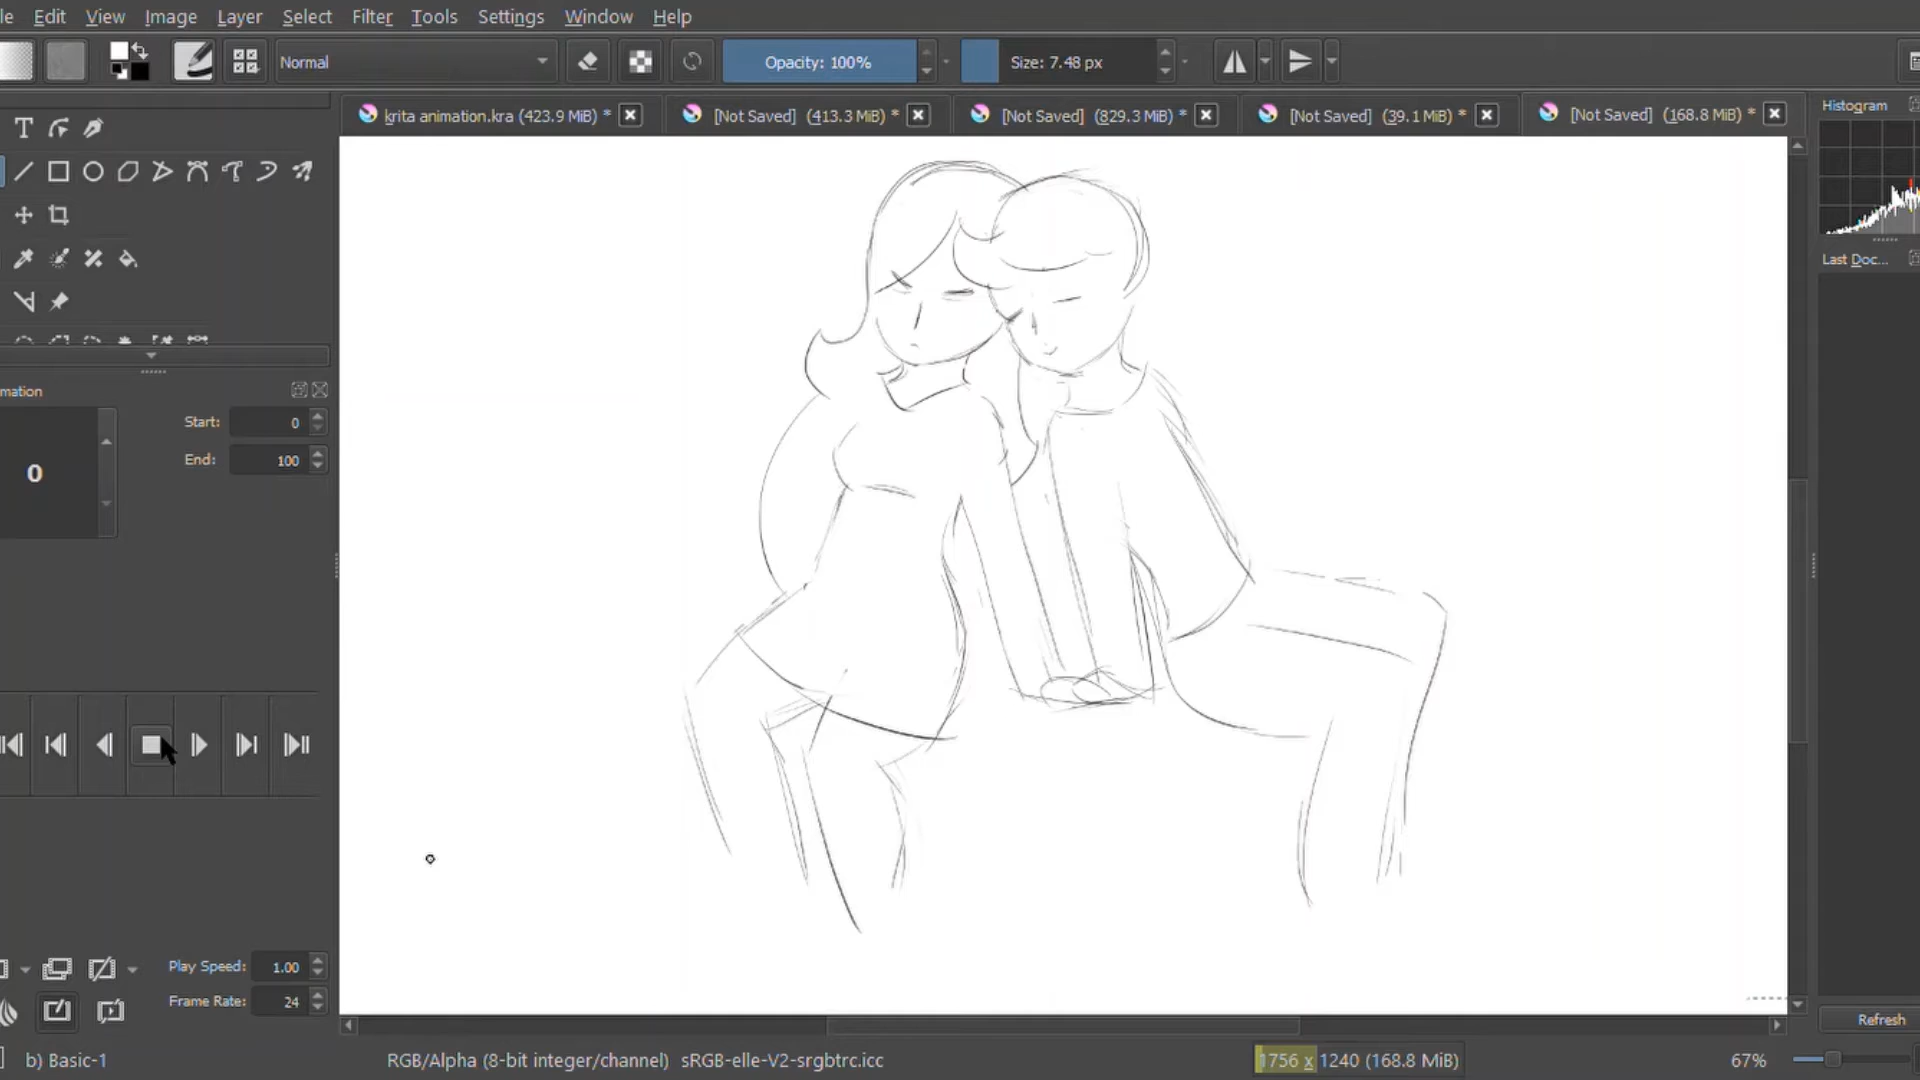 le Edit View Image Layer Select Filter Tools Settings Window Help
Normal Opacity: 100% Size: 7.48 px
krita animation.kra (423.9 MiB) * [Not Saved] (413.3 MiB) * [Not Saved] (829.3 MiB) * [Not Saved] (39.1 MiB) * [Not Saved] (168.8 MiB) *
Histogram
Last Doc...
mation
Start: 0
End: 100
0
Play Speed: 1.00
Frame Rate: 24
Refresh
b) Basic-1 RGB/Alpha (8-bit integer/channel) sRGB-elle-V2-srgbtrc.icc 1756 x 1240 (168.8 MiB) 67%